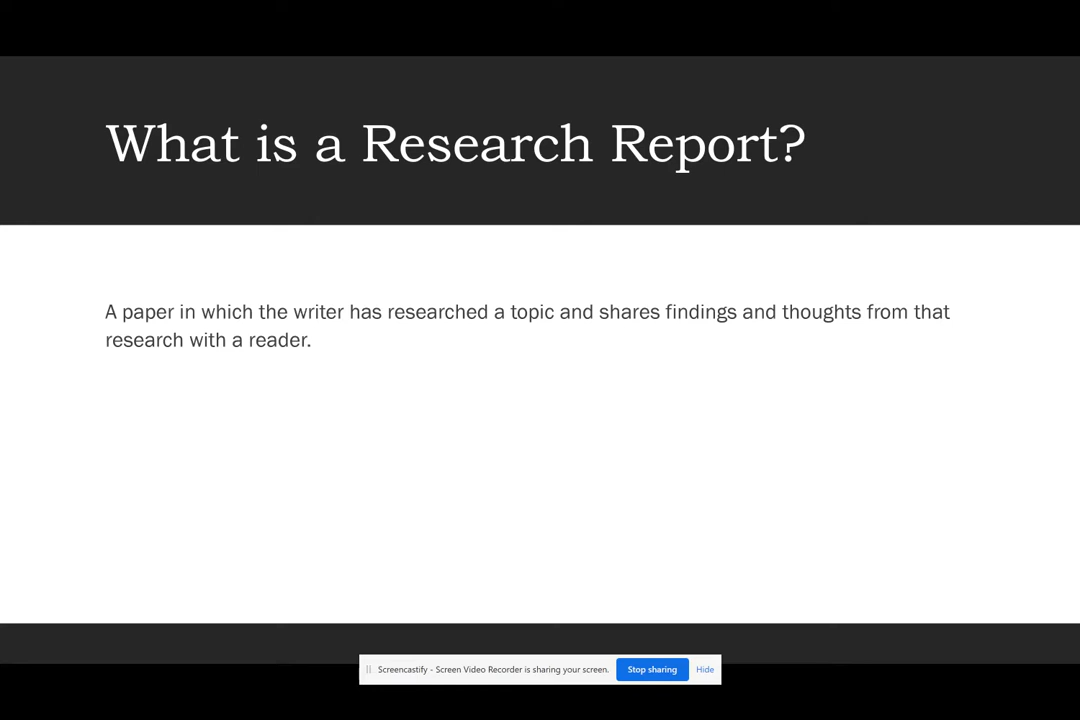 What is a Research Report?
A paper in which the writer has researched a topic and shares findings and thoughts from that
research with a reader.
Screencastify - Screen Video Recorder is sharing your screen. Stop sharing Hide